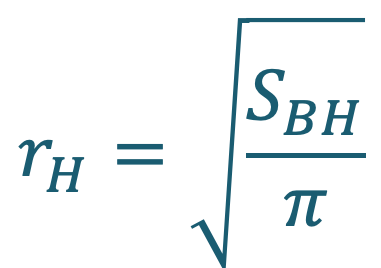 r_H = √(S_BH / π)